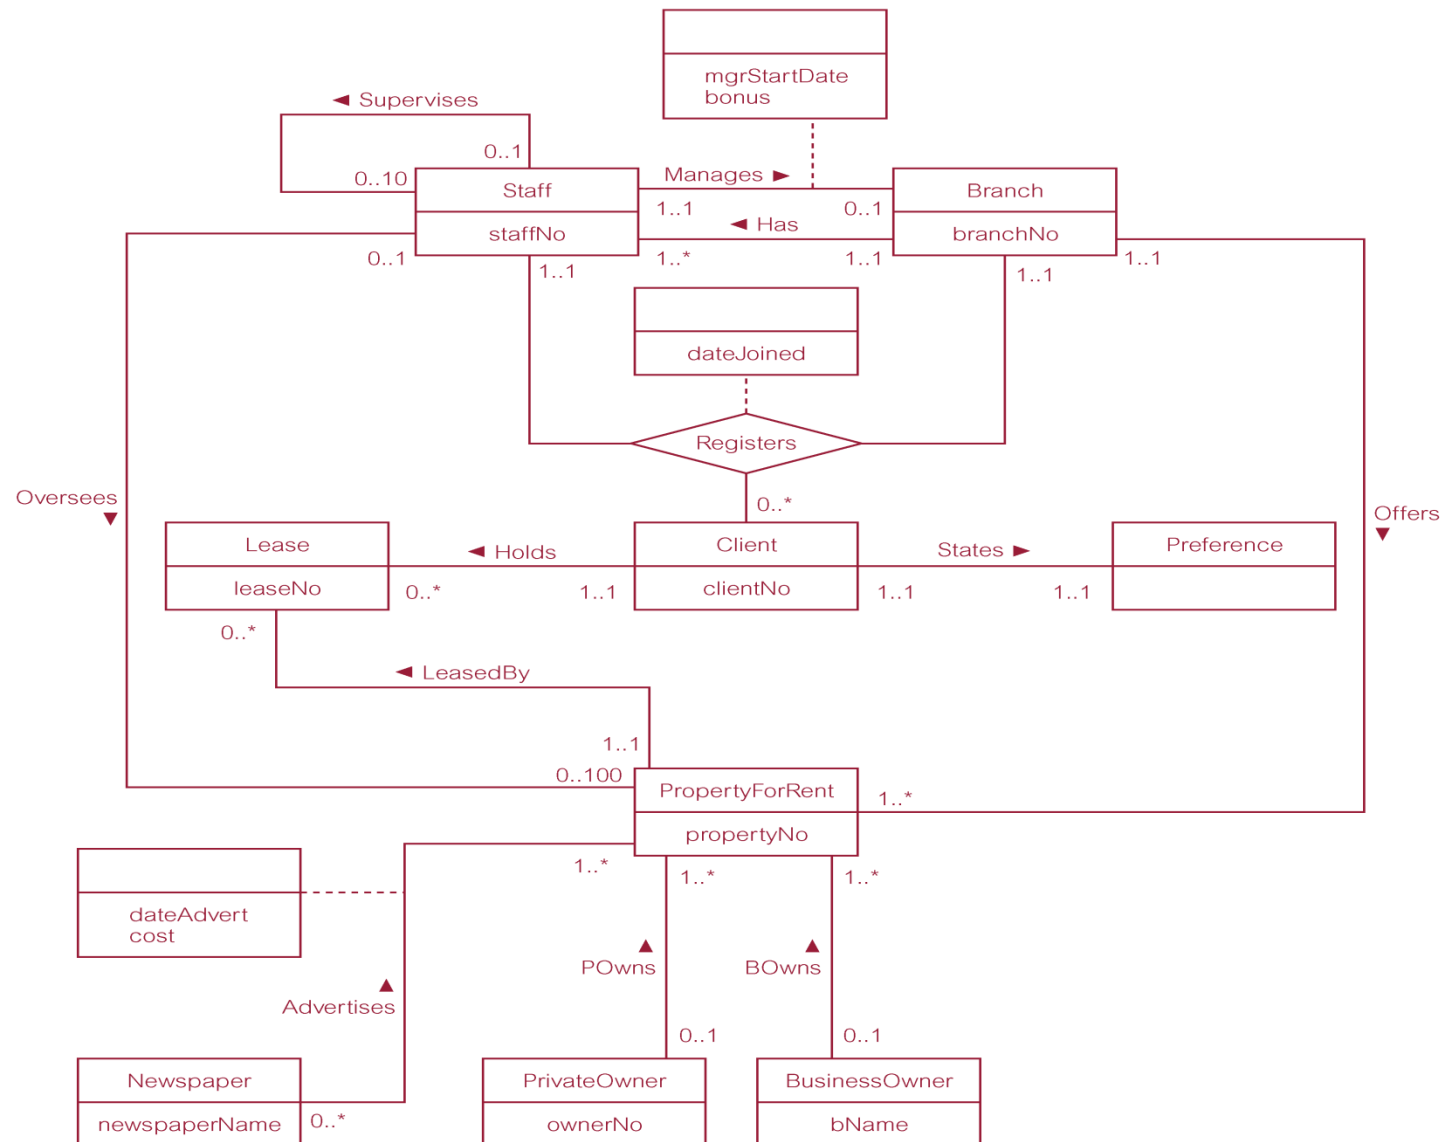 mgrStartDate
bonus
◄ Supervises
0..1
0..10
Staff
staffNo
Manages ►
1..1
0..1
◄ Has
1..*
1..1
Branch
branchNo
0..1
1..1
1..1
1..1
dateJoined
Registers
0..*
Oversees
▼
Offers
▼
Lease
leaseNo
◄ Holds
0..*
1..1
Client
clientNo
States ►
1..1
1..1
Preference
0..*
◄ LeasedBy
1..1
0..100
PropertyForRent
propertyNo
1..*
1..*
1..*
1..*
dateAdvert
cost
▲
POwns
▲
BOwns
▲
Advertises
0..1
0..1
Newspaper
newspaperName
0..*
PrivateOwner
ownerNo
BusinessOwner
bName